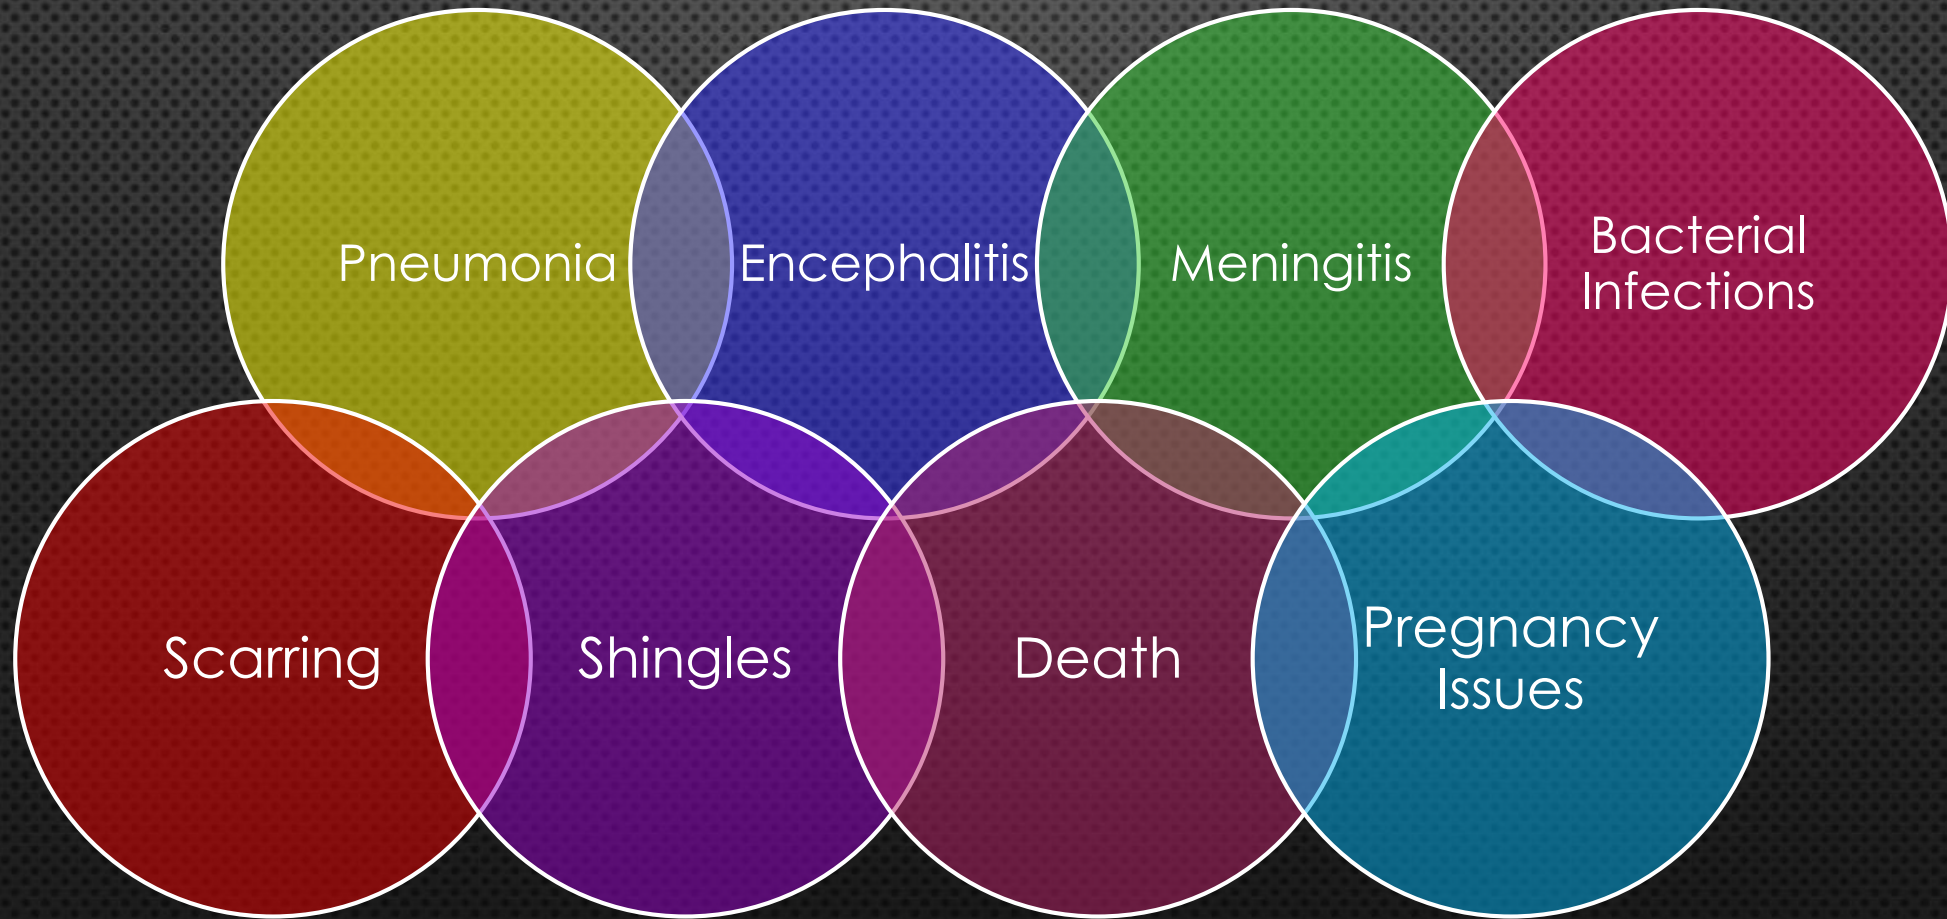 Pneumonia
Encephalitis
Meningitis
Bacterial
Infections
Scarring
Shingles
Death
Pregnancy
Issues